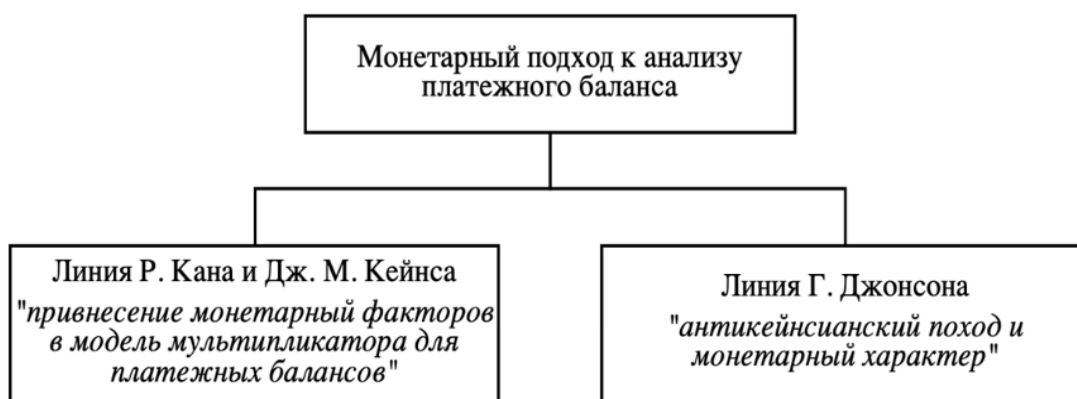 Монетарный подход к анализу
платежного баланса
Линия Р. Кана и Дж. М. Кейнса
"привнесение монетарный факторов
в модель мультипликатора для
платежных балансов"
Линия Г. Джонсона
"антикейнсианский поход и
монетарный характер"